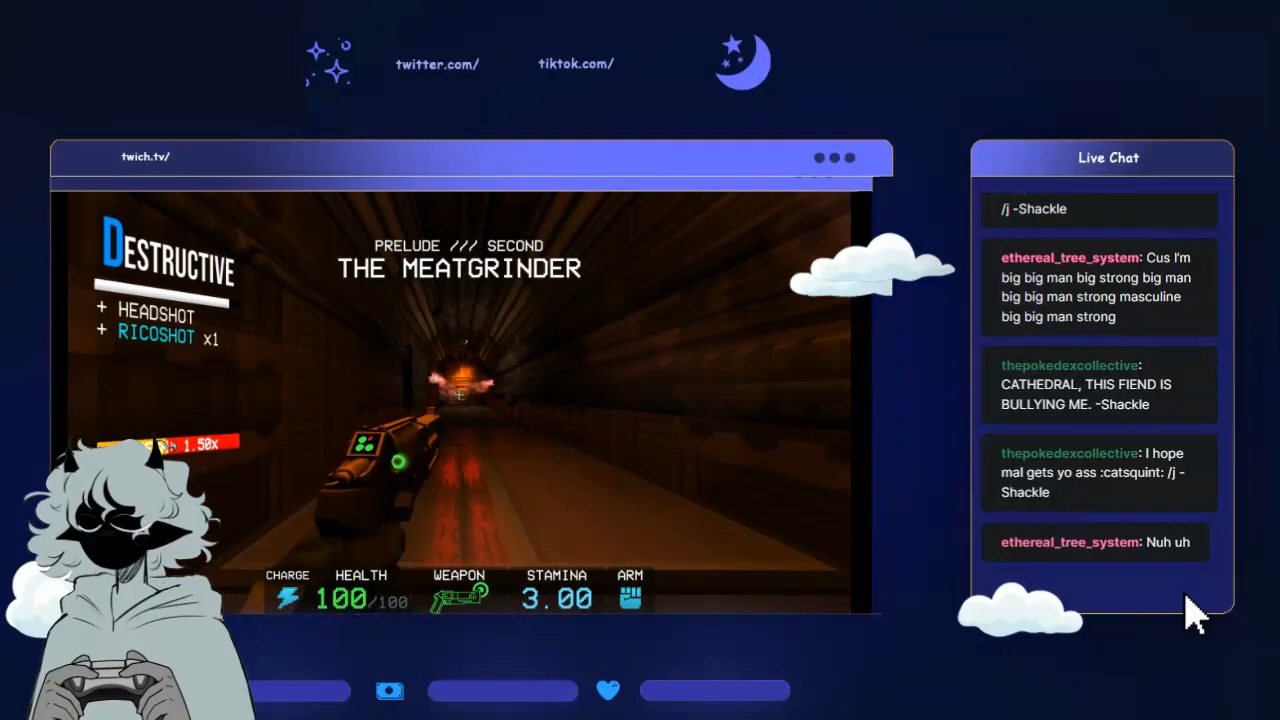 twitter.com/
tiktok.com/
twich.tv/
Live Chat
DESTRUCTIVE
+ HEADSHOT
+ RICOSHOT x1
1.50x
PRELUDE /// SECOND
THE MEATGRINDER
CHARGE
HEALTH
WEAPON
STAMINA
ARM
100/100
3.00
/j -Shackle
ethereal_tree_system: Cus I'm
big big man big strong big man
big big man strong masculine
big big man strong
thepokedexcollective:
CATHEDRAL, THIS FIEND IS
BULLYING ME. -Shackle
thepokedexcollective: I hope
mal gets yo ass :catsquint: /j -
Shackle
ethereal_tree_system: Nuh uh